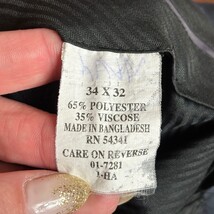 34 X 32
65% POLYESTER
35% VISCOSE
MADE IN BANGLADESH
RN 54341
CARE ON REVERSE
01-7281